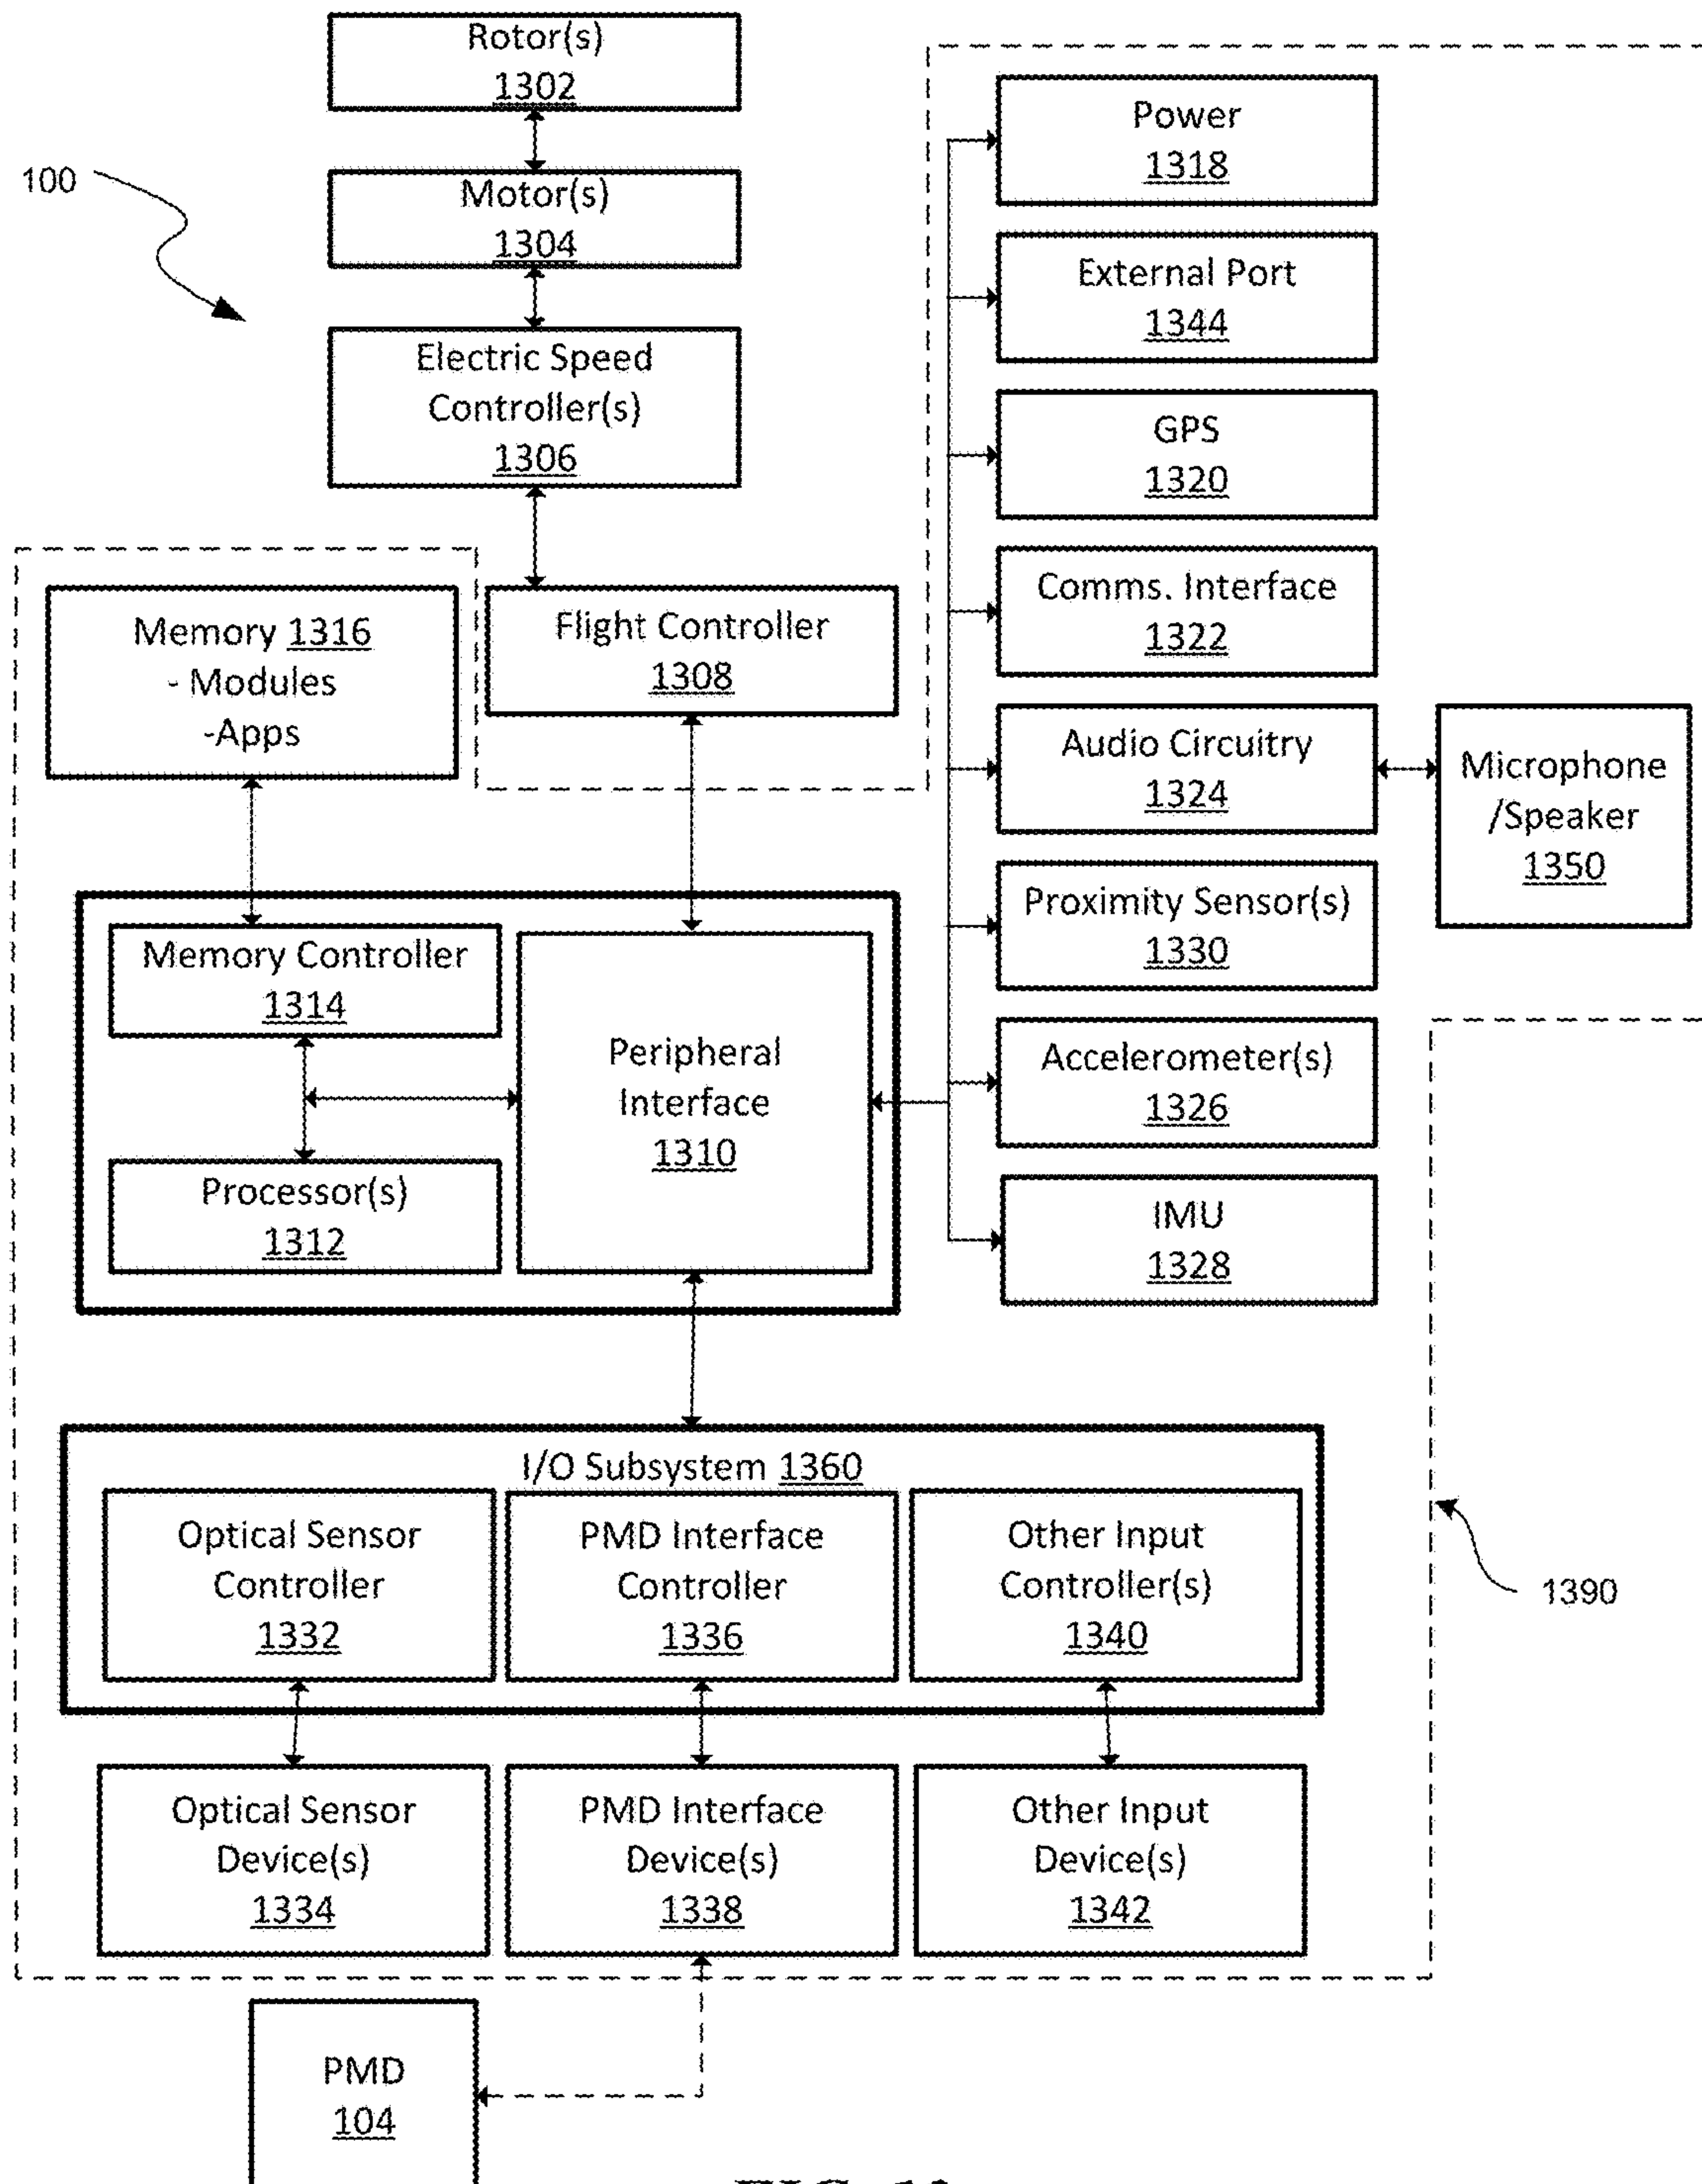 Rotor(s)
1302
100
Motor(s)
1304
Electric Speed
Controller(s)
1306
Memory 1316
- Modules
-Apps
Flight Controller
1308
Power
1318
External Port
1344
GPS
1320
Comms. Interface
1322
Audio Circuitry
1324
Microphone
/Speaker
1350
Proximity Sensor(s)
1330
Accelerometer(s)
1326
IMU
1328
Memory Controller
1314
Peripheral
Interface
1310
Processor(s)
1312
I/O Subsystem 1360
Optical Sensor
Controller
1332
PMD Interface
Controller
1336
Other Input
Controller(s)
1340
1390
Optical Sensor
Device(s)
1334
PMD Interface
Device(s)
1338
Other Input
Device(s)
1342
PMD
104